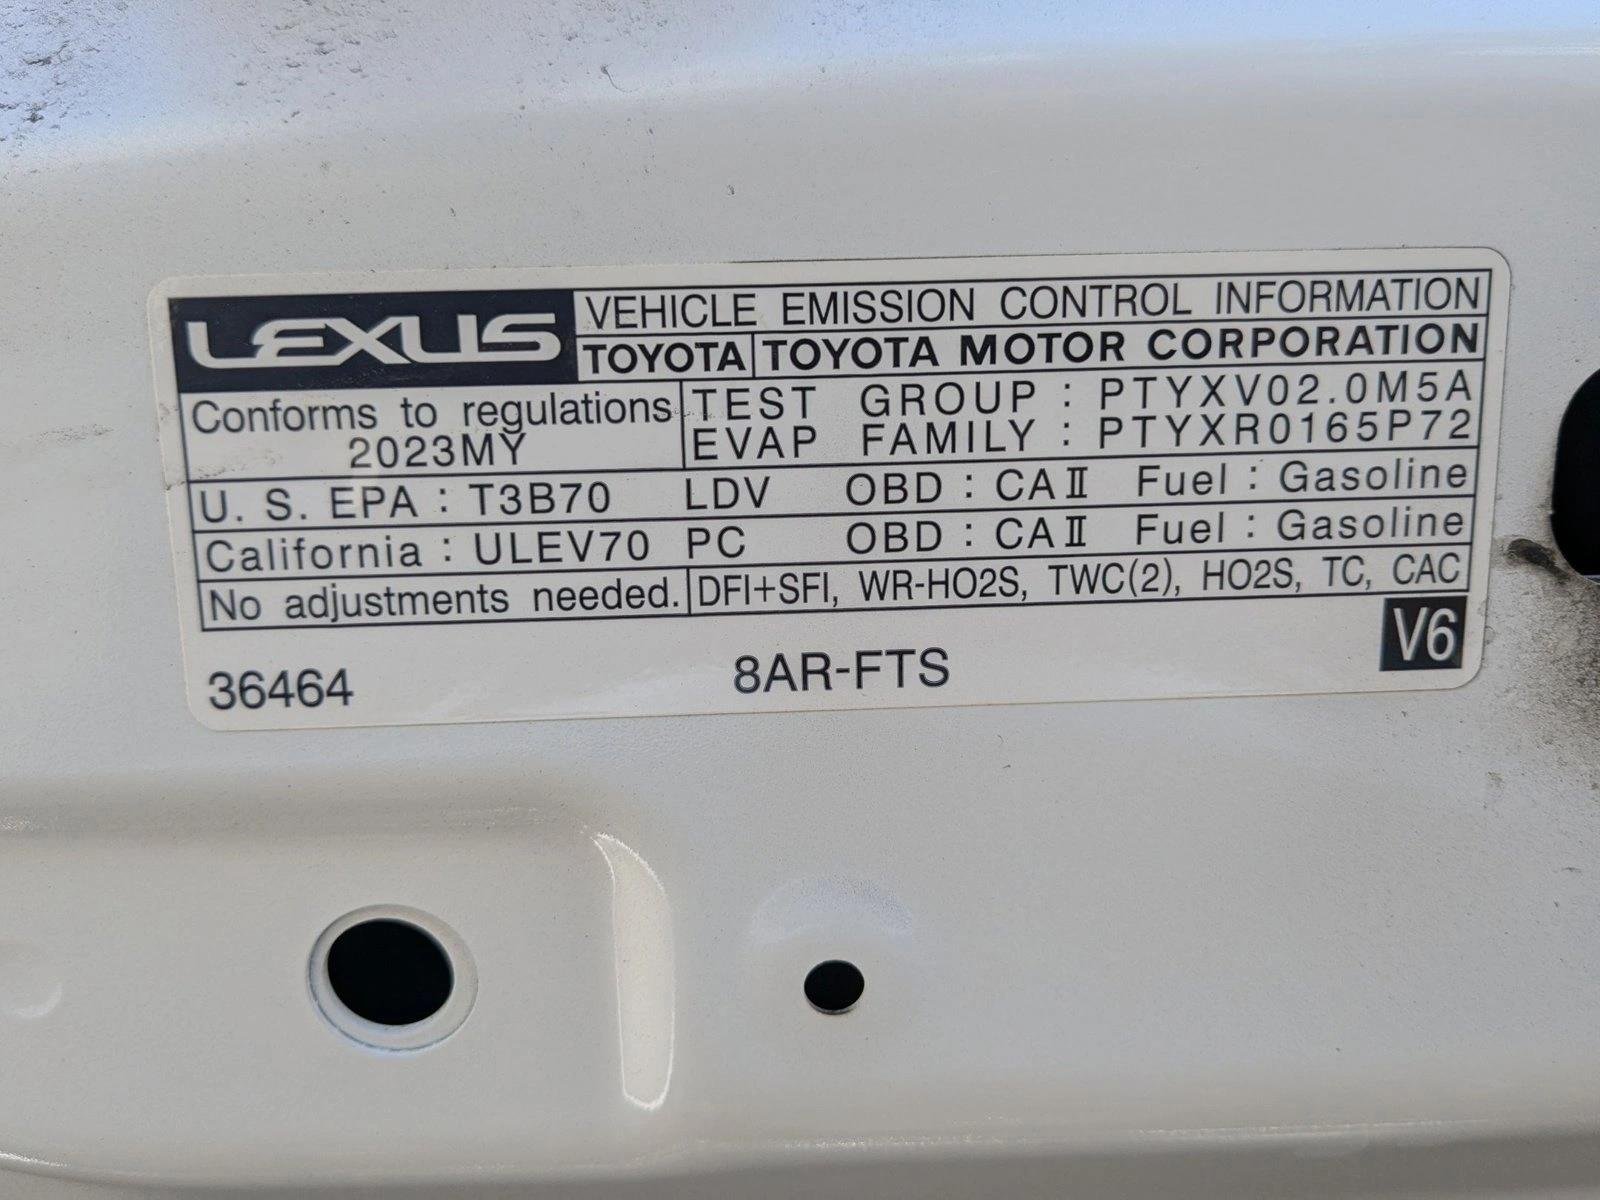 LEXUS VEHICLE EMISSION CONTROL INFORMATION
TOYOTA TOYOTA MOTOR CORPORATION
Conforms to regulations
2023MY
TEST GROUP : PTYXV02.0M5A
EVAP FAMILY : PTYXR0165P72
U. S. EPA : T3B70 LDV OBD : CAⅡ Fuel : Gasoline
California : ULEV70 PC OBD : CAⅡ Fuel : Gasoline
No adjustments needed. DFI+SFI, WR-HO2S, TWC(2), HO2S, TC, CAC
36464 8AR-FTS V6